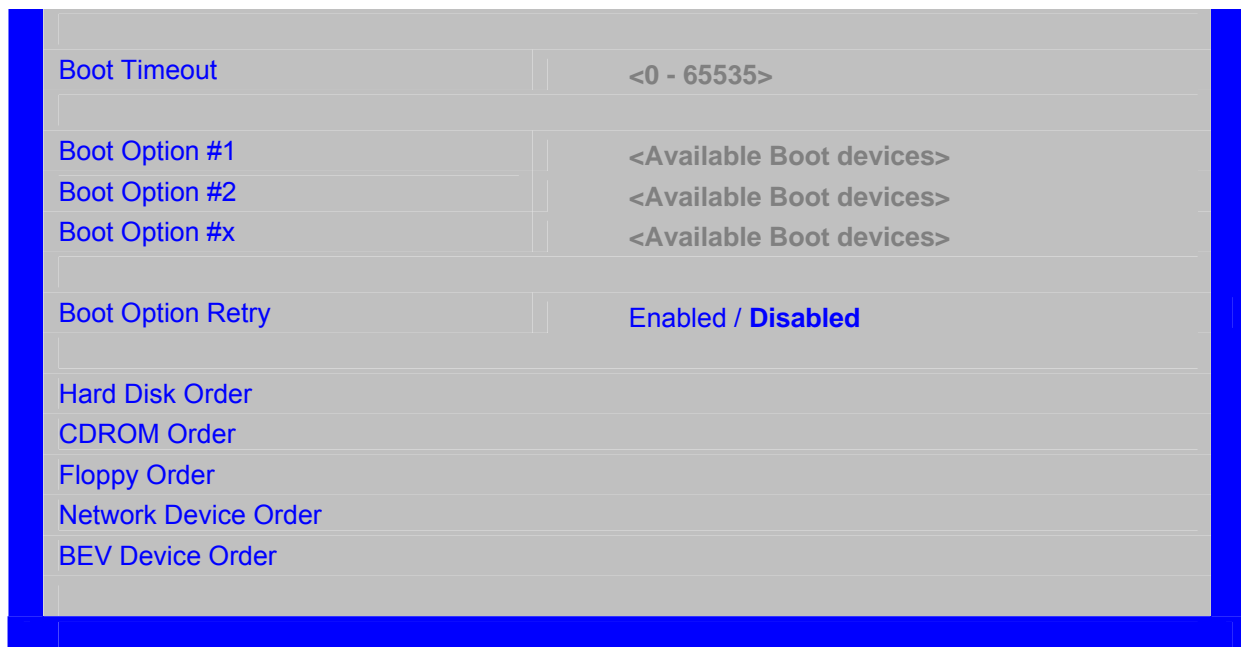 Boot Timeout <0 - 65535>
Boot Option #1 <Available Boot devices>
Boot Option #2 <Available Boot devices>
Boot Option #x <Available Boot devices>
Boot Option Retry Enabled / Disabled
Hard Disk Order
CDROM Order
Floppy Order
Network Device Order
BEV Device Order